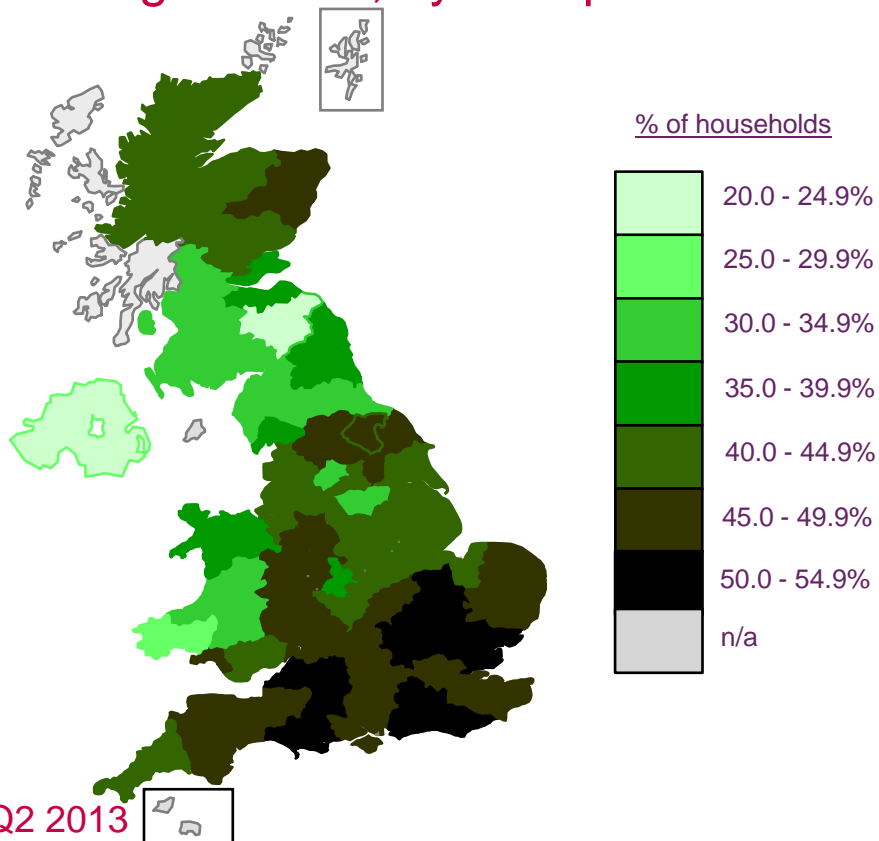 % of households
20.0 - 24.9%
25.0 - 29.9%
30.0 - 34.9%
35.0 - 39.9%
40.0 - 44.9%
45.0 - 49.9%
50.0 - 54.9%
n/a
Q2 2013